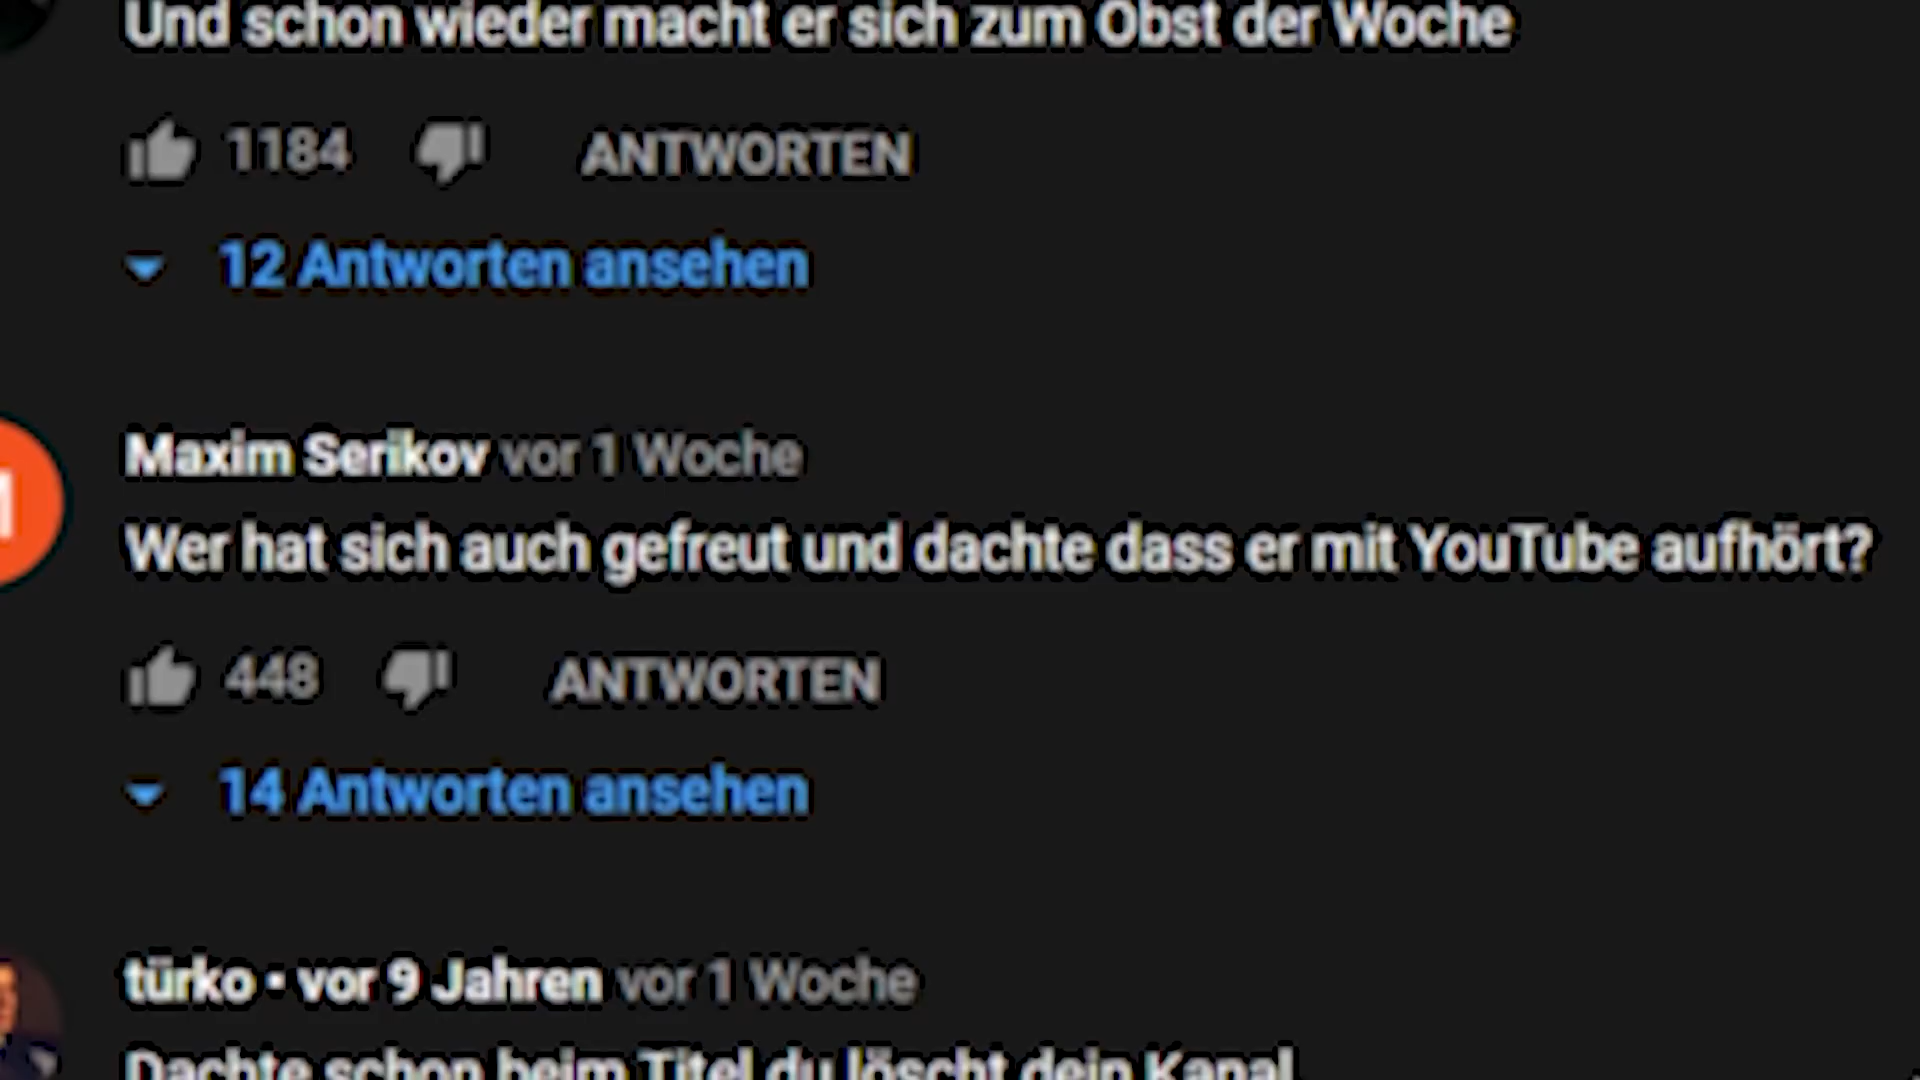 Und schon wieder macht er sich zum Obst der Woche
1184 ANTWORTEN
12 Antworten ansehen
Maxim Serikov vor 1 Woche
Wer hat sich auch gefreut und dachte dass er mit YouTube aufhört?
448 ANTWORTEN
14 Antworten ansehen
türko • vor 9 Jahren vor 1 Woche
Dachte schon beim Titel du löscht dein Kanal